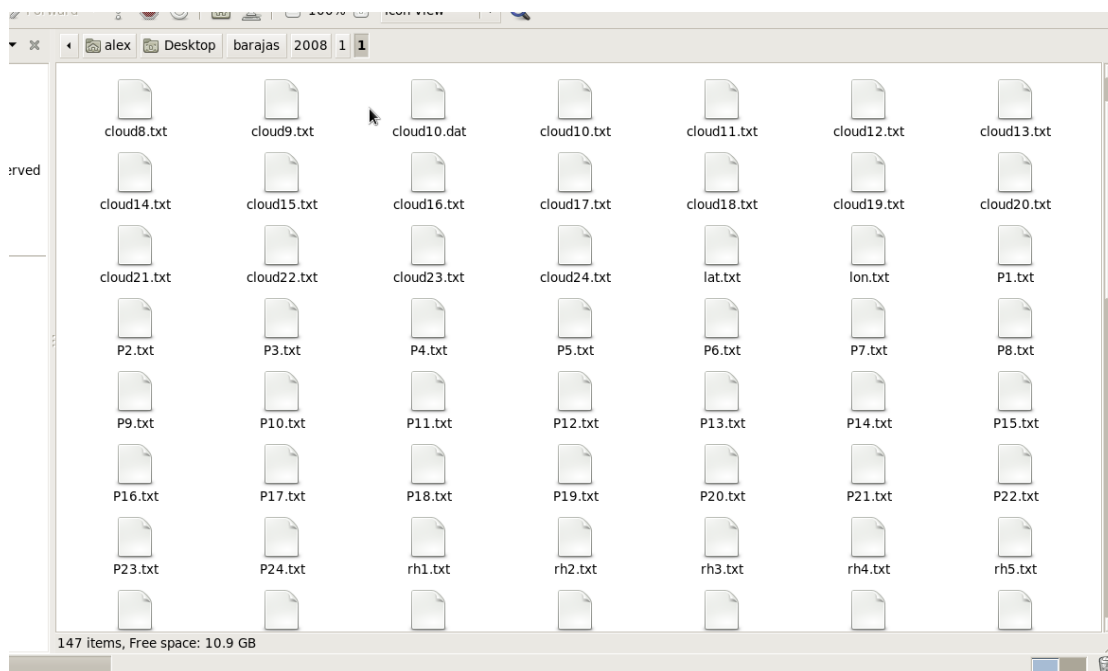 Forward 100% Icon View
alex Desktop barajas 2008 1 1
cloud8.txt cloud9.txt cloud10.dat cloud10.txt cloud11.txt cloud12.txt cloud13.txt
erved
cloud14.txt cloud15.txt cloud16.txt cloud17.txt cloud18.txt cloud19.txt cloud20.txt
cloud21.txt cloud22.txt cloud23.txt cloud24.txt lat.txt lon.txt P1.txt
P2.txt P3.txt P4.txt P5.txt P6.txt P7.txt P8.txt
P9.txt P10.txt P11.txt P12.txt P13.txt P14.txt P15.txt
P16.txt P17.txt P18.txt P19.txt P20.txt P21.txt P22.txt
P23.txt P24.txt rh1.txt rh2.txt rh3.txt rh4.txt rh5.txt
147 items, Free space: 10.9 GB